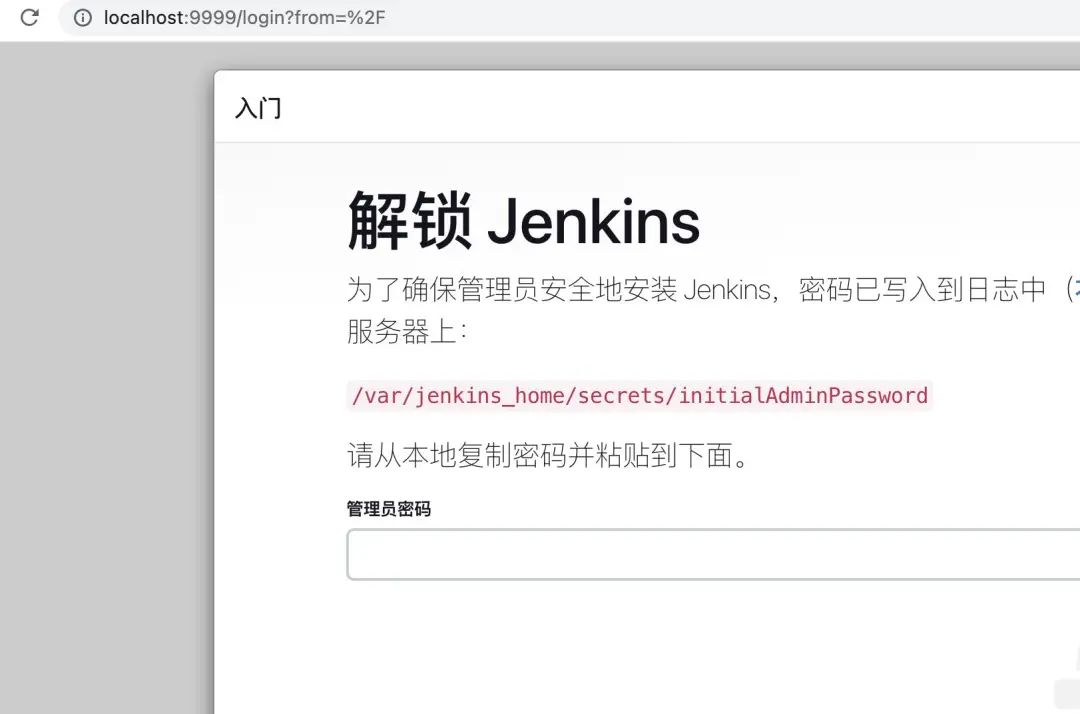 localhost:9999/login?from=%2F
入门
解锁 Jenkins
为了确保管理员安全地安装 Jenkins，密码已写入到日志中（
服务器上：
/var/jenkins_home/secrets/initialAdminPassword
请从本地复制密码并粘贴到下面。
管理员密码